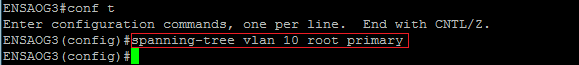 ENSAOG3#conf t
Enter configuration commands, one per line.  End with CNTL/Z.
ENSAOG3(config)#spanning-tree vlan 10 root primary
ENSAOG3(config)#